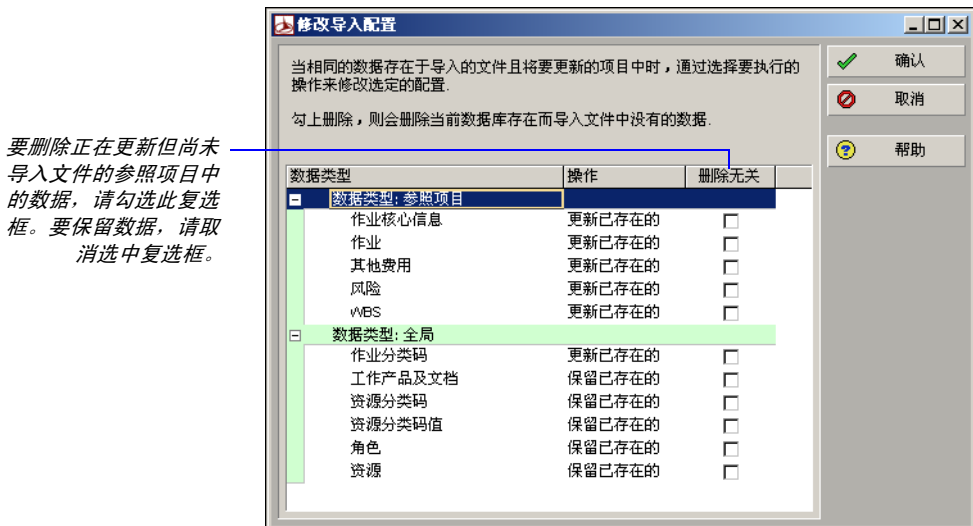 修改导入配置
当相同的数据存在于导入的文件且将要更新的项目中时，通过选择要执行的
操作来修改选定的配置.
勾上删除，则会删除当前数据库存在而导入文件中没有的数据.
确认
取消
帮助
要删除正在更新但尚未
导入文件的参照项目中
的数据，请勾选此复选
框。要保留数据，请取
消选中复选框。
数据类型 操作 删除无关
数据类型: 参照项目
作业核心信息 更新已存在的
作业 更新已存在的
其他费用 更新已存在的
风险 更新已存在的
WBS 更新已存在的
数据类型: 全局
作业分类码 更新已存在的
工作产品及文档 保留已存在的
资源分类码 保留已存在的
资源分类码值 保留已存在的
角色 保留已存在的
资源 保留已存在的